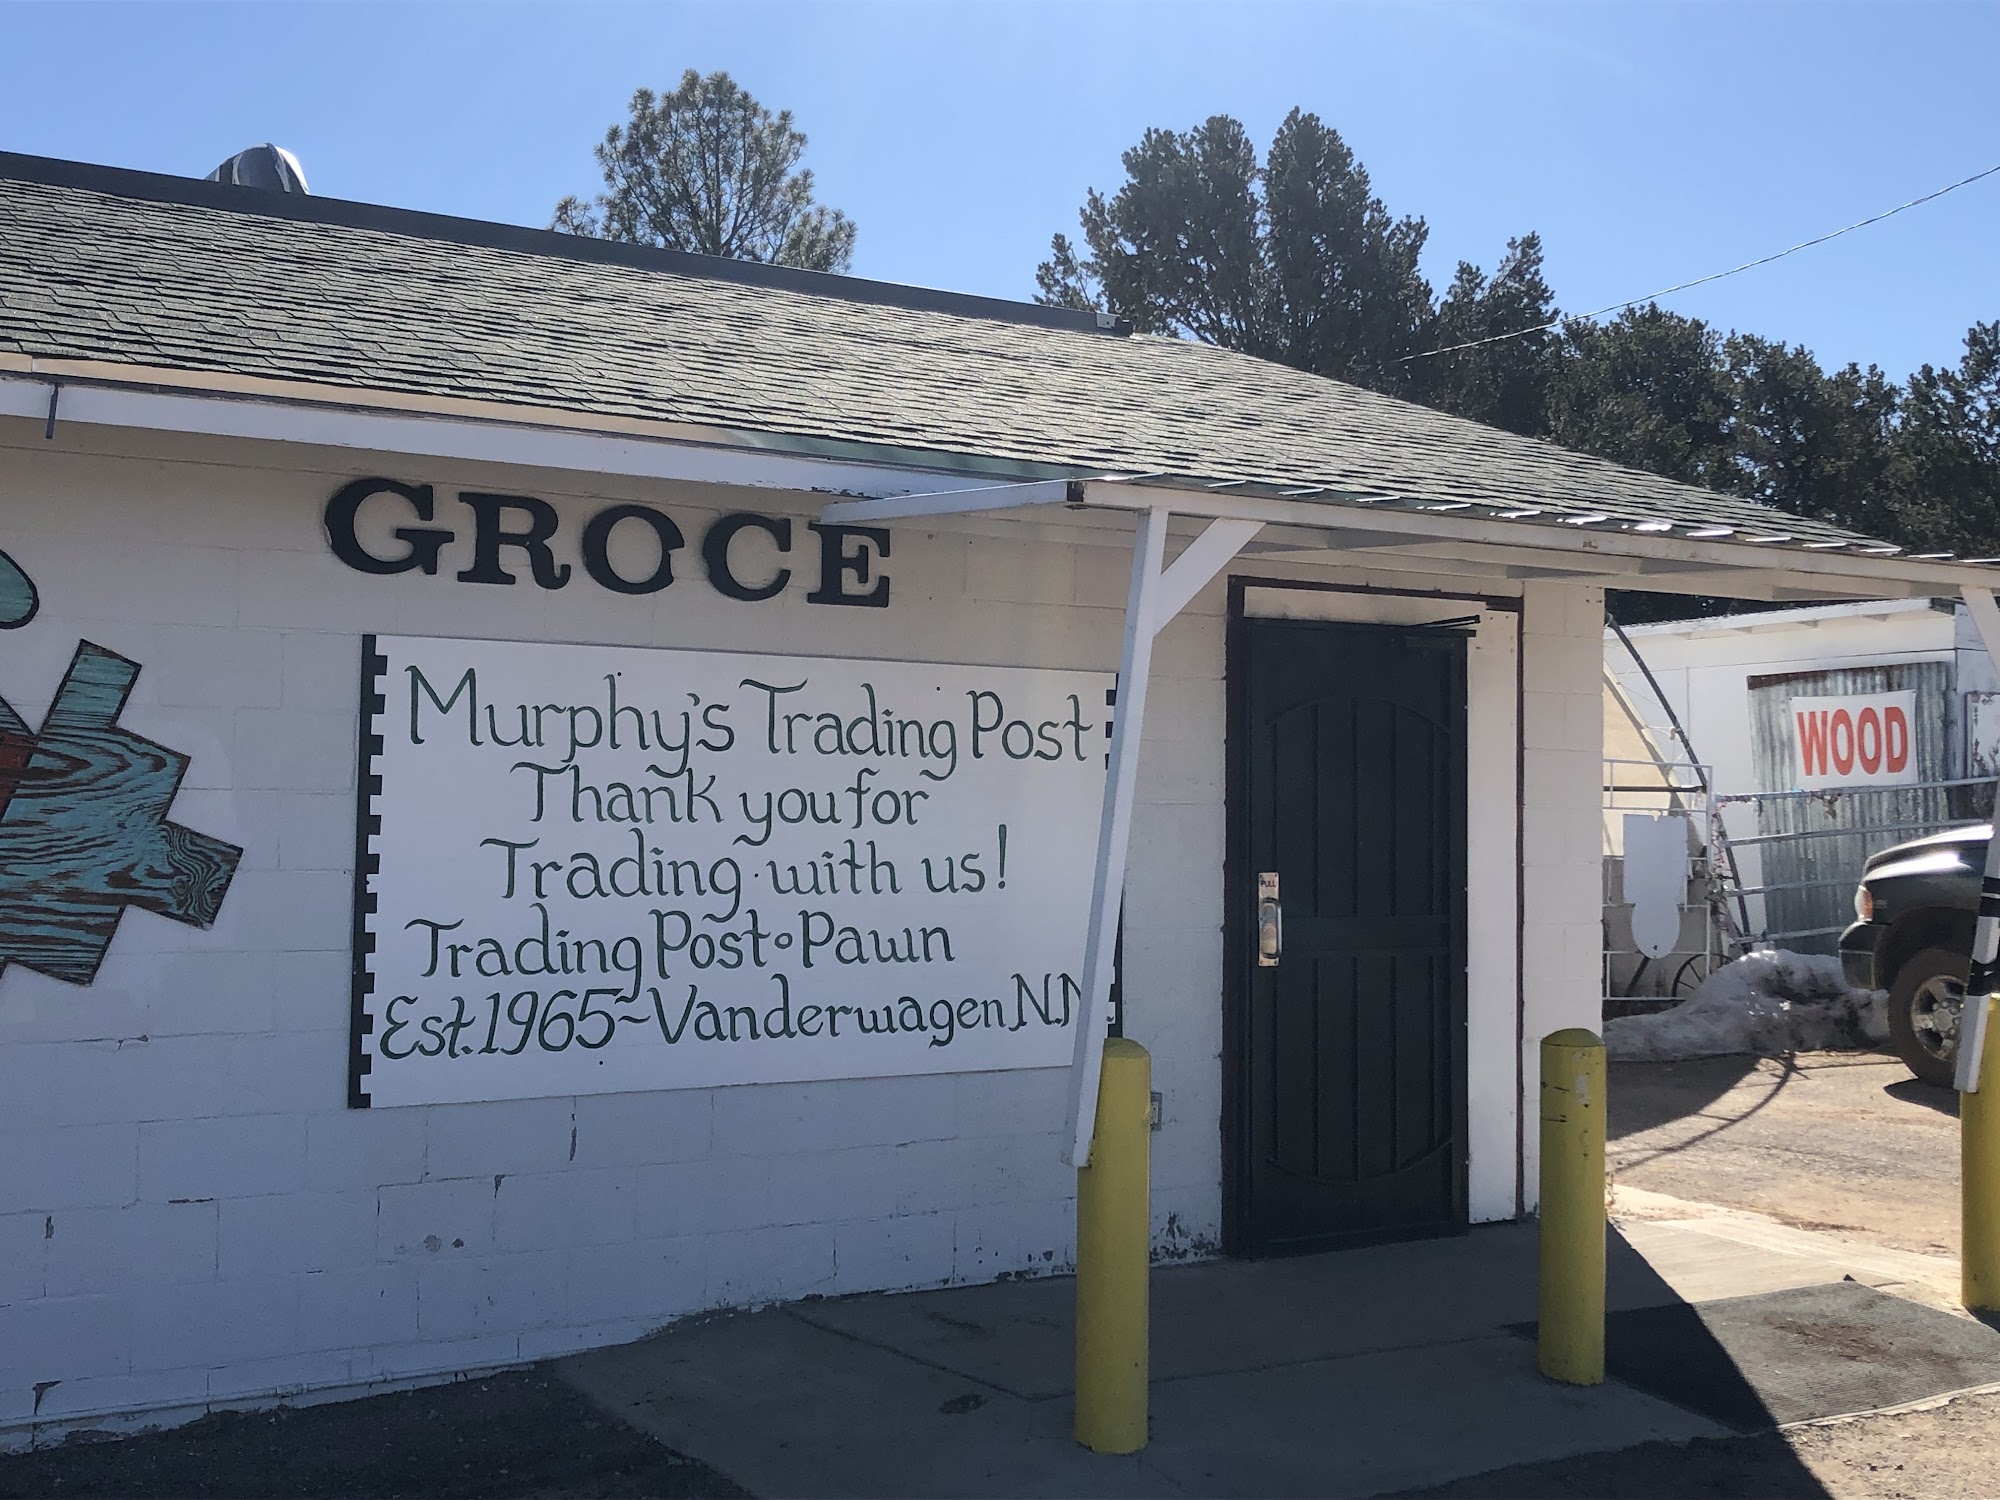 GROCE
Murphy's Trading Post
Thank you for
Trading with us!
Trading Post Pawn
Est. 1965 ~ Vanderwagen N.M
WOOD
PULL